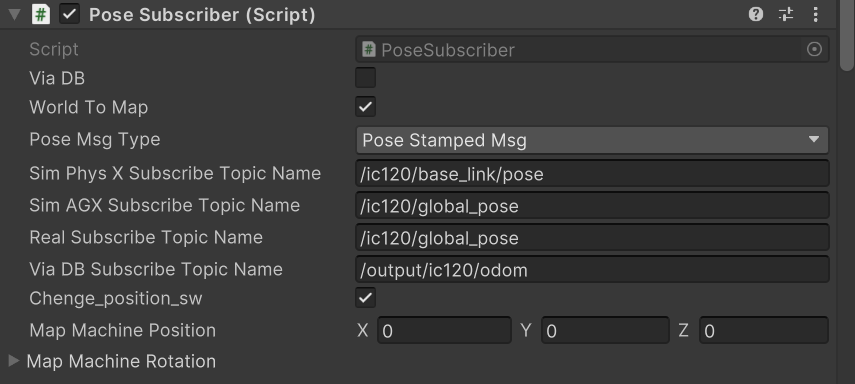 Pose Subscriber (Script)
Script PoseSubscriber
Via DB
World To Map
Pose Msg Type Pose Stamped Msg
Sim Phys X Subscribe Topic Name /ic120/base_link/pose
Sim AGX Subscribe Topic Name /ic120/global_pose
Real Subscribe Topic Name /ic120/global_pose
Via DB Subscribe Topic Name /output/ic120/odom
Chenge_position_sw
Map Machine Position X 0 Y 0 Z 0
Map Machine Rotation